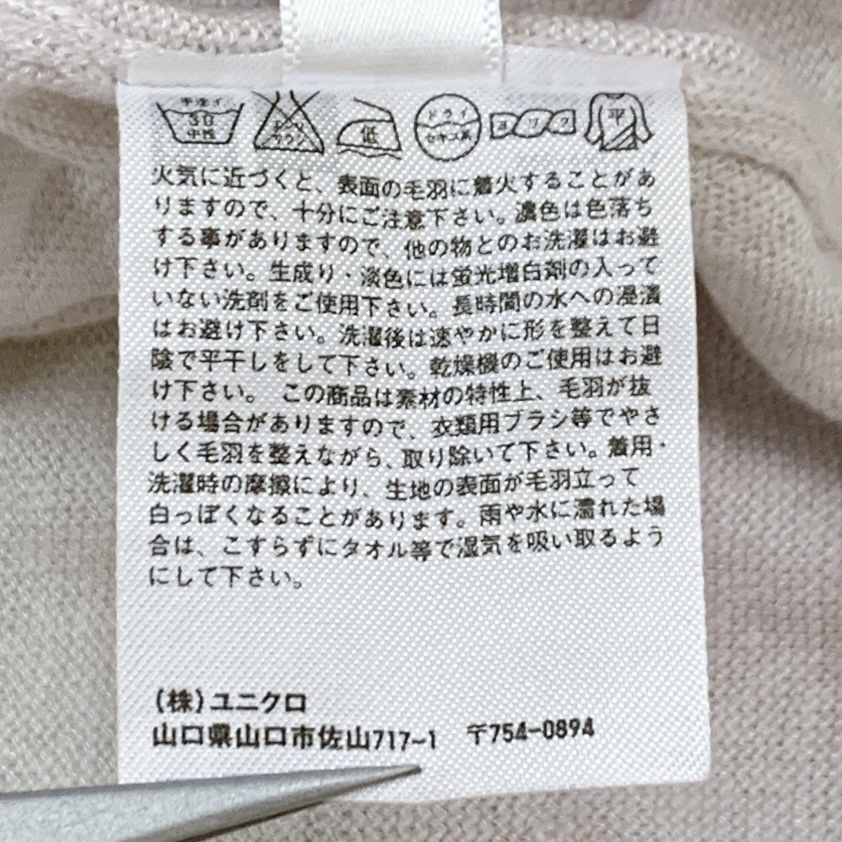 手洗イ 30 中性 エンソ サラシ 低 ドライ セキユ系 ヨワク 平
火気に近づくと、表面の毛羽に着火することがあ
りますので、十分にご注意下さい。濃色は色落ち
する事がありますので、他の物とのお洗濯はお避
け下さい。生成り・淡色には蛍光増白剤の入って
いない洗剤をご使用下さい。長時間の水への浸漬
はお避け下さい。洗濯後は速やかに形を整えて日
陰で平干しをして下さい。乾燥機のご使用はお避
け下さい。 この商品は素材の特性上、毛羽が抜
ける場合がありますので、衣類用ブラシ等でやさ
しく毛羽を整えながら、取り除いて下さい。着用・
洗濯時の摩擦により、生地の表面が毛羽立って
白っぽくなることがあります。雨や水に濡れた場
合は、こすらずにタオル等で湿気を吸い取るよう
にして下さい。
(株)ユニクロ
山口県山口市佐山717-1 〒754-0894